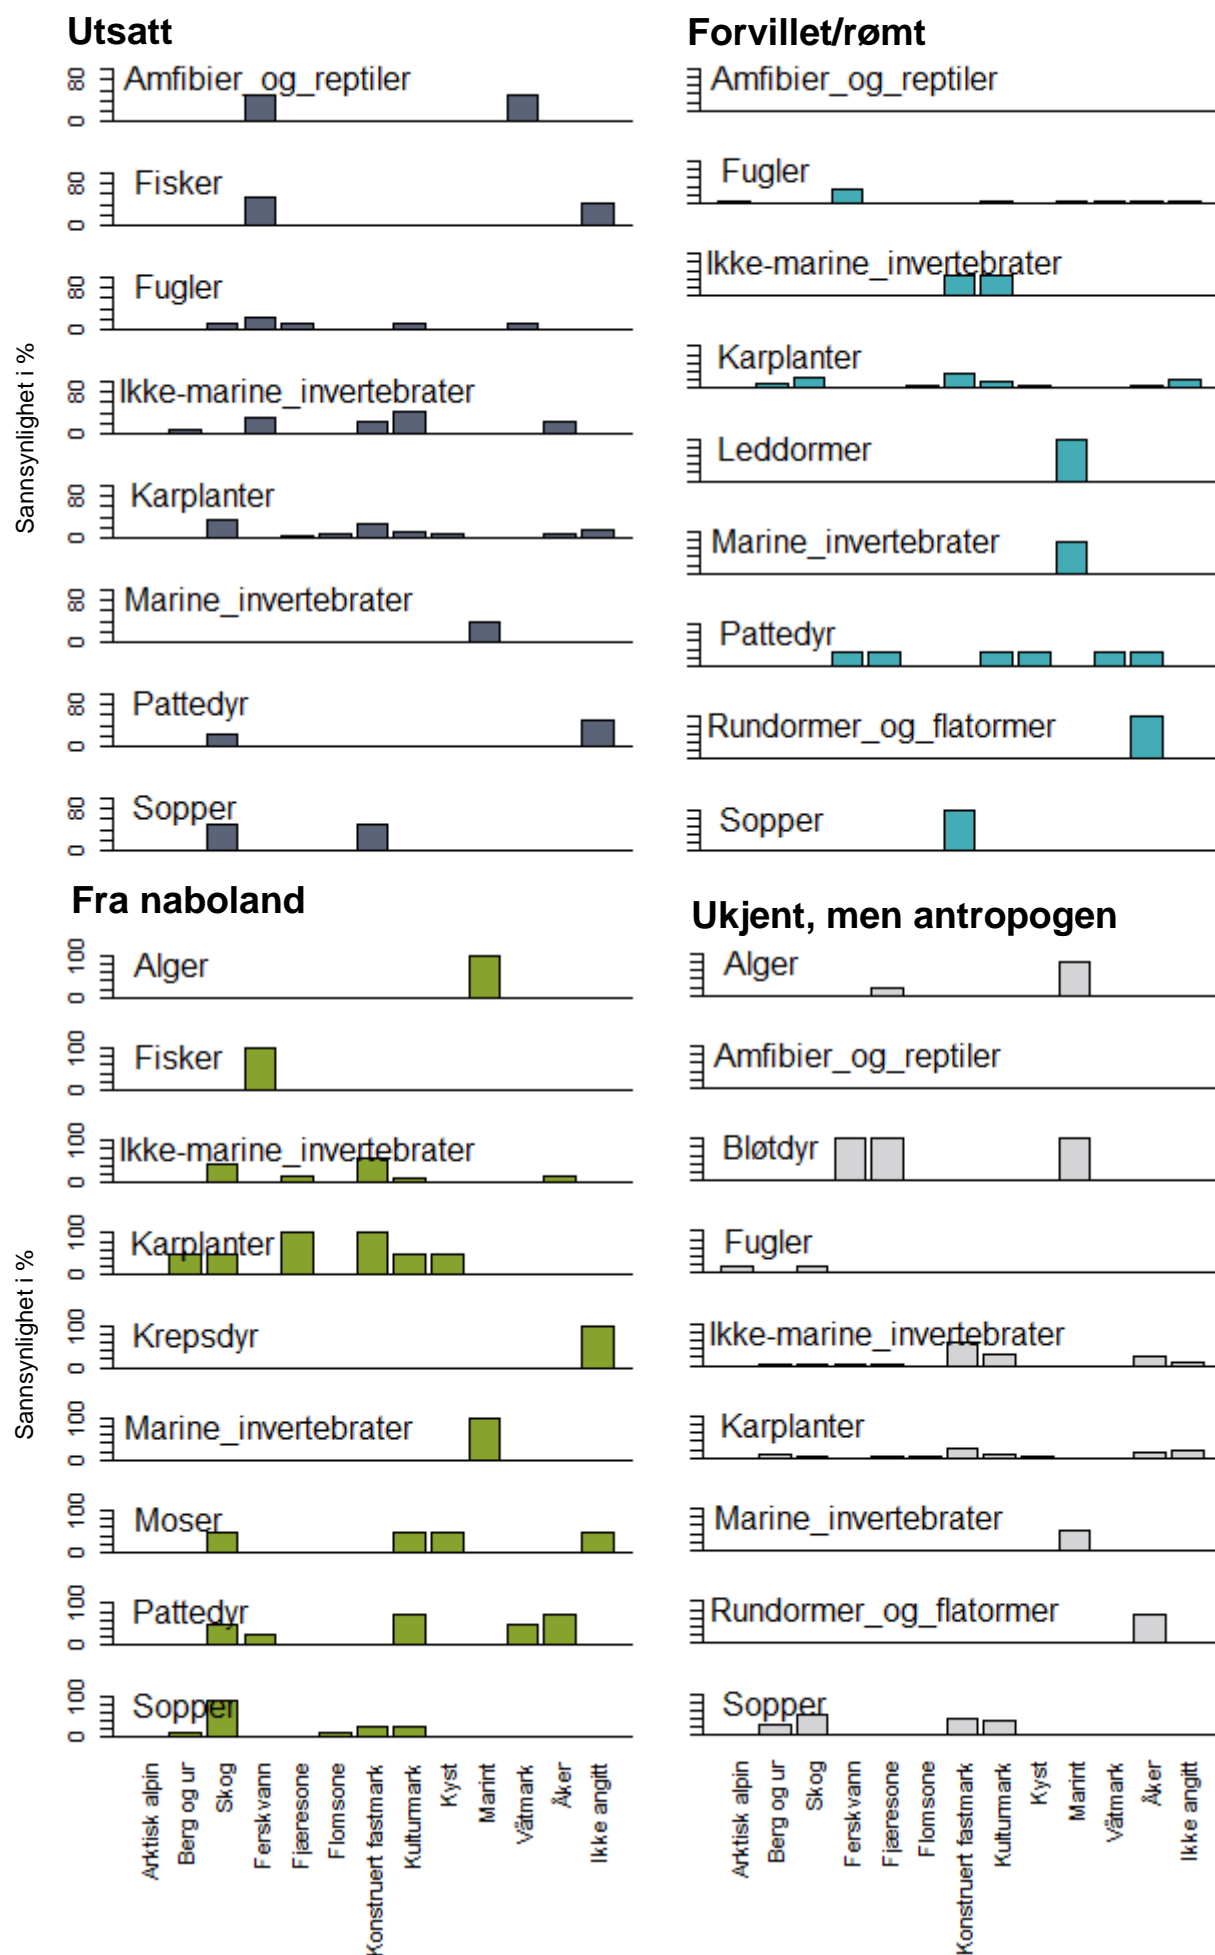 Utsatt
Amfibier_og_reptiler
0 80
Fisker
0 80
Fugler
0 80
Ikke-marine_invertebrater
0 80
Karplanter
0 80
Marine_invertebrater
0 80
Pattedyr
0 80
Sopper
0 80
Sannsynlighet i %
Forvillet/rømt
Amfibier_og_reptiler
Fugler
Ikke-marine_invertebrater
Karplanter
Leddormer
Marine_invertebrater
Pattedyr
Rundormer_og_flatormer
Sopper
Fra naboland
Alger
0 100
Fisker
0 100
Ikke-marine_invertebrater
0 100
Karplanter
0 100
Krepsdyr
0 100
Marine_invertebrater
0 100
Moser
0 100
Pattedyr
0 100
Sopper
0 100
Sannsynlighet i %
Arktisk alpin
Berg og ur
Skog
Ferskvann
Fjæresone
Flomsone
Konstruert fastmark
Kulturmark
Kyst
Marint
Våtmark
Åker
Ikke angitt
Ukjent, men antropogen
Alger
Amfibier_og_reptiler
Bløtdyr
Fugler
Ikke-marine_invertebrater
Karplanter
Marine_invertebrater
Rundormer_og_flatormer
Sopper
Arktisk alpin
Berg og ur
Skog
Ferskvann
Fjæresone
Flomsone
Konstruert fastmark
Kulturmark
Kyst
Marint
Våtmark
Åker
Ikke angitt